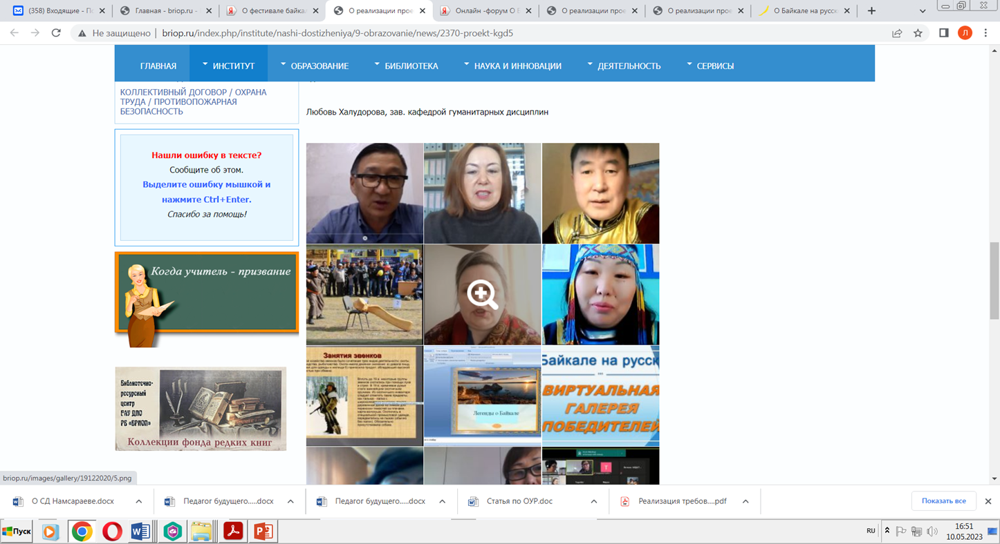 (358) Входящие - По
Главная - briop.ru -
О фестивале байка
О реализации прое
Онлайн -форум О Б
О реализации прое
О реализации прое
О Байкале на русск
Не защищено
briop.ru/index.php/institute/nashi-dostizheniya/9-obrazovanie/news/2370-proekt-kgd5
Л
ГЛАВНАЯ
ИНСТИТУТ
ОБРАЗОВАНИЕ
БИБЛИОТЕКА
НАУКА И ИННОВАЦИИ
ДЕЯТЕЛЬНОСТЬ
СЕРВИСЫ
КОЛЛЕКТИВНЫЙ ДОГОВОР / ОХРАНА
ТРУДА / ПРОТИВОПОЖАРНАЯ
БЕЗОПАСНОСТЬ
Нашли ошибку в тексте?
Сообщите об этом.
Выделите ошибку мышкой и
нажмите Ctrl+Enter.
Спасибо за помощь!
Когда учитель - призвание
Библиотечно-
ресурсный
центр
ГАУ ДПО
РБ «БРИОП»
Коллекции фонда редких книг
Любовь Халудорова, зав. кафедрой гуманитарных дисциплин
Занятия эвенков
Легенды о Байкале
Байкале на русск
ВИРТУАЛЬНАЯ
ГАЛЕРЕЯ
ПОБЕДИТЕЛЕЙ
briop.ru/images/gallery/19122020/5.png
О СД Намсараеве.docx
Педагог будущего.....docx
Педагог будущего.....docx
Статья по ОУР.doc
Реализация требов....pdf
Показать все
Пуск
RU
16:51
10.05.2023